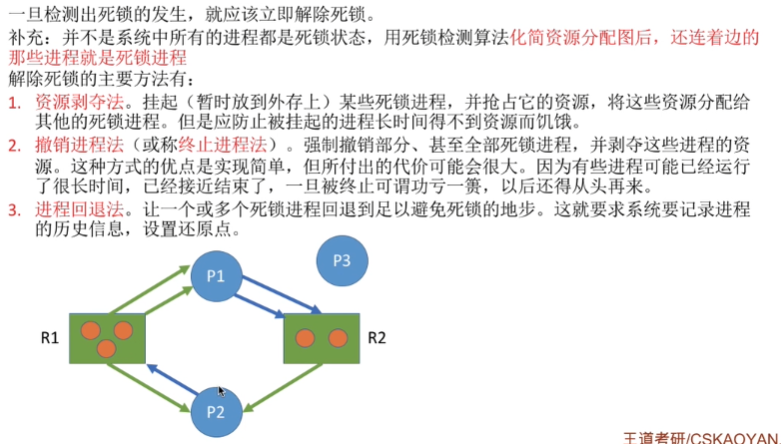 一旦检测出死锁的发生，就应该立即解除死锁。
补充：并不是系统中所有的进程都是死锁状态，用死锁检测算法化简资源分配图后，还连着边的
那些进程就是死锁进程
解除死锁的主要方法有：
1. 资源剥夺法。挂起（暂时放到外存上）某些死锁进程，并抢占它的资源，将这些资源分配给
其他的死锁进程。但是应防止被挂起的进程长时间得不到资源而饥饿。
2. 撤销进程法（或称终止进程法）。强制撤销部分、甚至全部死锁进程，并剥夺这些进程的资
源。这种方式的优点是实现简单，但所付出的代价可能会很大。因为有些进程可能已经运行
了很长时间，已经接近结束了，一旦被终止可谓功亏一篑，以后还得从头再来。
3. 进程回退法。让一个或多个死锁进程回退到足以避免死锁的地步。这就要求系统要记录进程
的历史信息，设置还原点。
P3
P1
R1
R2
P2
王道考研/CSKAOYAN